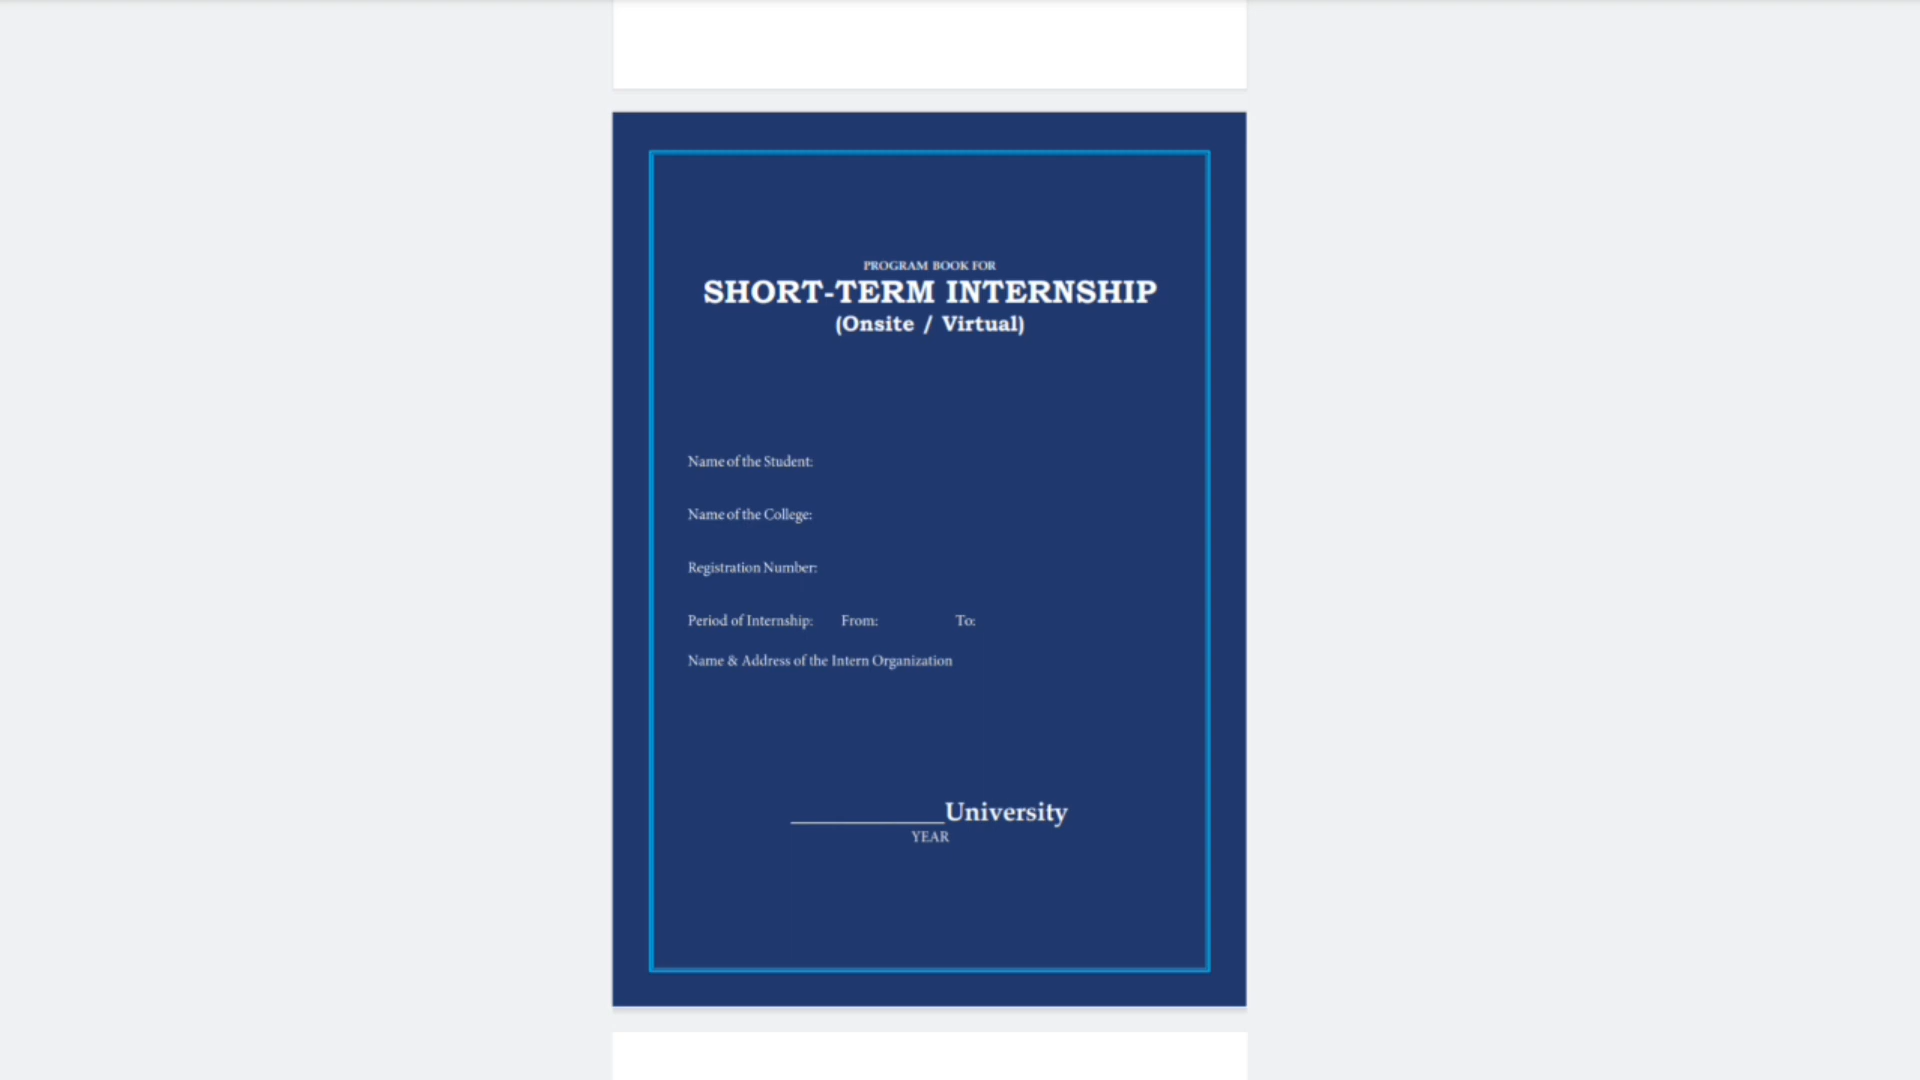 PROGRAM BOOK FOR
SHORT-TERM INTERNSHIP
(Onsite / Virtual)
Name of the Student:
Name of the College:
Registration Number:
Period of Internship: From: To:
Name & Address of the Intern Organization
______________University
YEAR